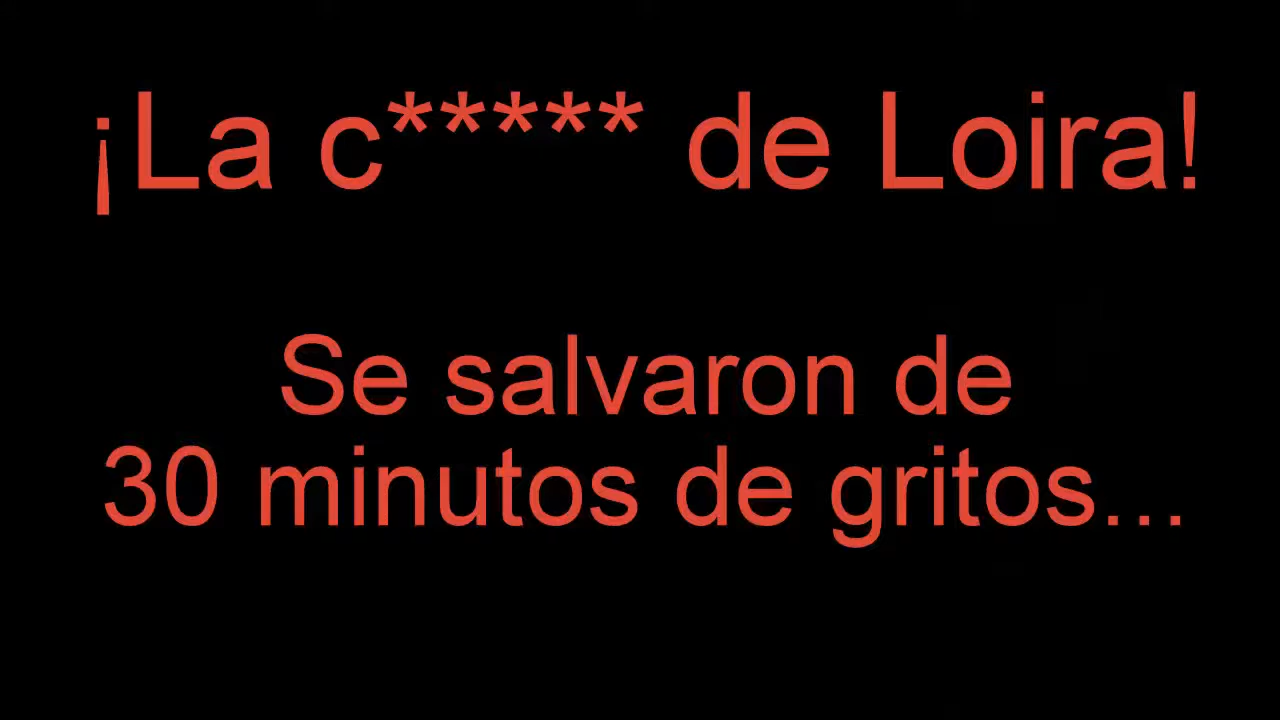 ¡La c***** de Loira!
Se salvaron de
30 minutos de gritos...